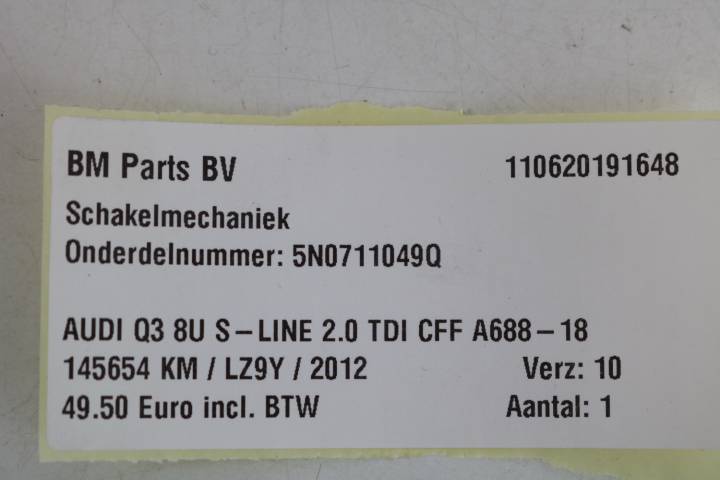 BM Parts BV 110620191648
Schakelmechaniek
Onderdelnummer: 5N0711049Q
AUDI Q3 8U S-LINE 2.0 TDI CFF A688-18
145654 KM / LZ9Y / 2012 Verz: 10
49.50 Euro incl. BTW Aantal: 1